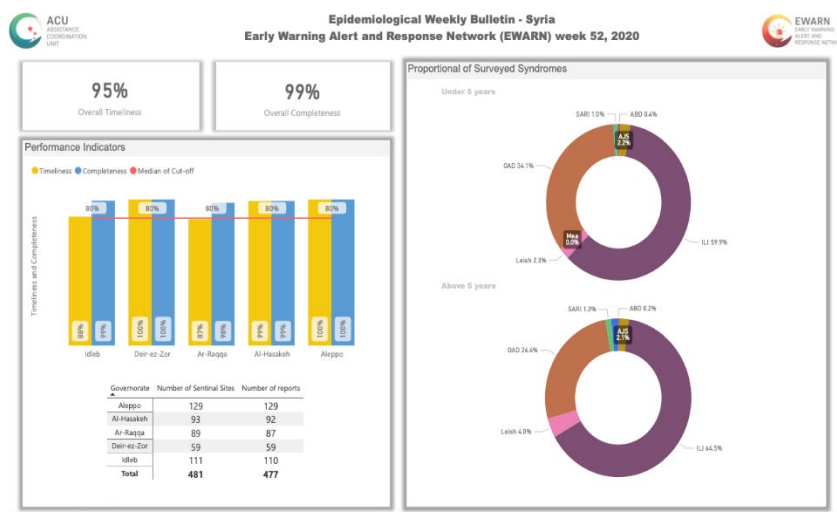 ACU
ASSISTANCE
COORDINATION
UNIT
Epidemiological Weekly Bulletin - Syria
Early Warning Alert and Response Network (EWARN) week 52, 2020
EWARN
EARLY WARNING
ALERT AND
RESPONSE NETWO
95%
Overall Timeliness
99%
Overall Completeness
Performance Indicators
Timeliness Completeness Median of Cut-off
Timeliness and Completeness
80% 80% 80% 80% 80%
88% 99% 100% 100% 87% 98% 99% 99% 100% 100%
Idleb Deir-ez-Zor Ar-Raqqa Al-Hasakeh Aleppo
Governorate Number of Sentinal Sites Number of reports
Aleppo 129 129
Al-Hasakeh 93 92
Ar-Raqqa 89 87
Deir-ez-Zor 59 59
Idleb 111 110
Total 481 477
Proportional of Surveyed Syndromes
Under 5 years
SARI 1.0% ABD 0.4%
AJS
2.2%
OAD 34.1%
Mea
0.0%
Leish 2.3%
ILI 59.9%
Above 5 years
SARI 1.3% ABD 0.2%
AJS
2.1%
OAD 26.4%
Leish 4.0%
ILI 64.5%